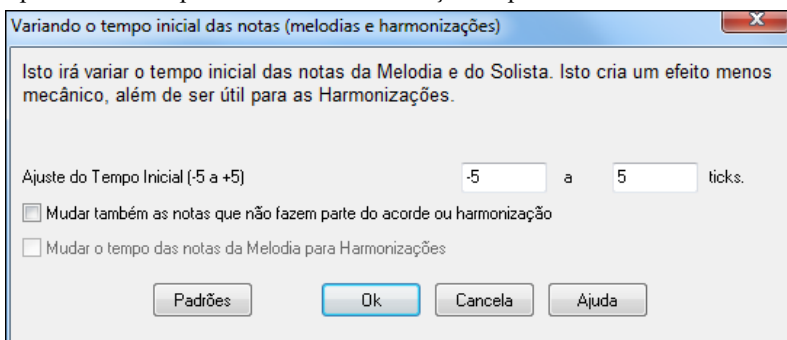 Variando o tempo inicial das notas (melodias e harmonizações)
Isto irá variar o tempo inicial das notas da Melodia e do Solista. Isto cria um efeito menos
mecânico, além de ser útil para as Harmonizações.
Ajuste do Tempo Inicial (-5 a +5) -5 a 5 ticks.
Mudar também as notas que não fazem parte do acorde ou harmonização
Mudar o tempo das notas da Melodia para Harmonizações
Padrões Ok Cancela Ajuda